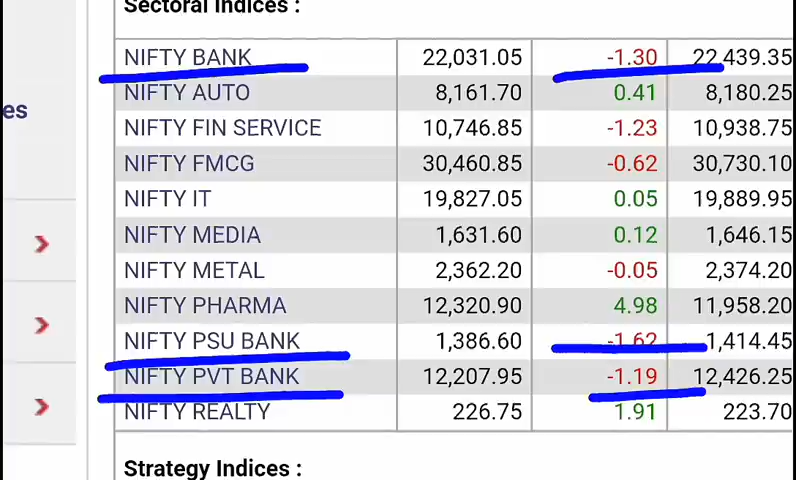 Sectoral Indices :
NIFTY BANK 22,031.05 -1.30 22,439.35
es
NIFTY AUTO 8,161.70 0.41 8,180.25
NIFTY FIN SERVICE 10,746.85 -1.23 10,938.75
NIFTY FMCG 30,460.85 -0.62 30,730.10
NIFTY IT 19,827.05 0.05 19,889.95
NIFTY MEDIA 1,631.60 0.12 1,646.15
NIFTY METAL 2,362.20 -0.05 2,374.20
NIFTY PHARMA 12,320.90 4.98 11,958.20
NIFTY PSU BANK 1,386.60 -1.62 1,414.45
NIFTY PVT BANK 12,207.95 -1.19 12,426.25
NIFTY REALTY 226.75 1.91 223.70
Strategy Indices :